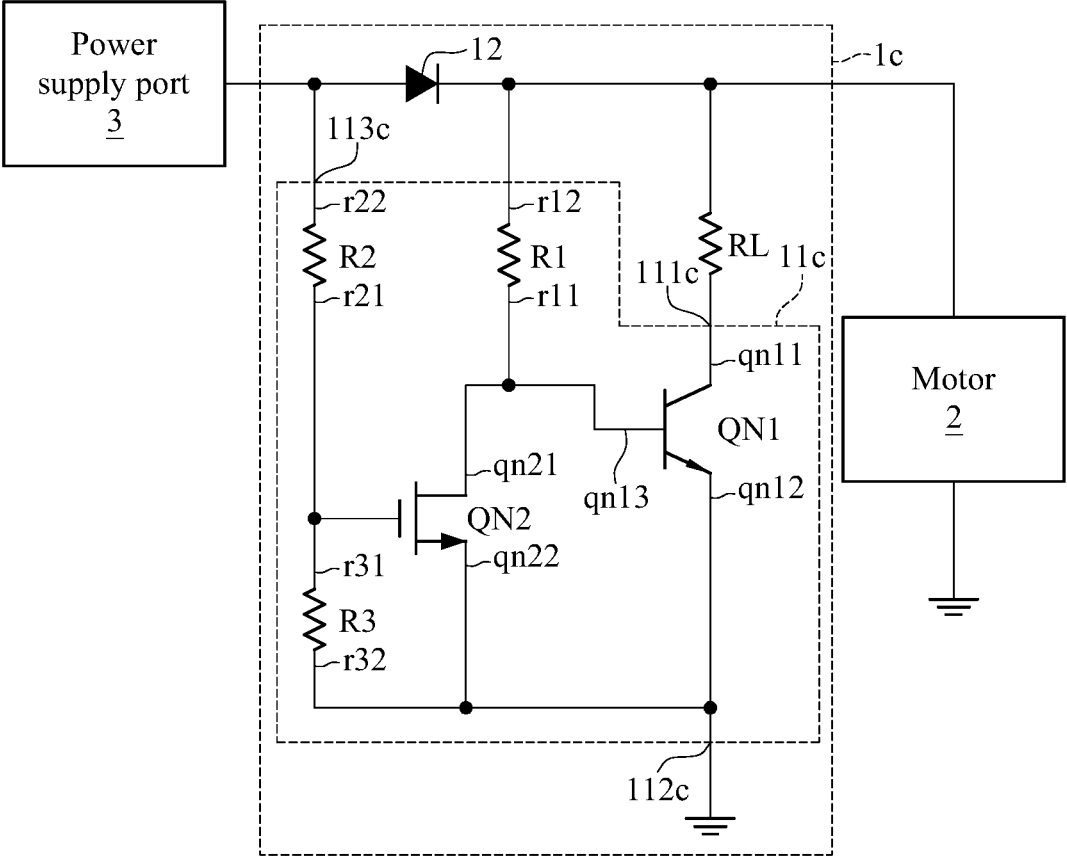 Power
supply port
3
12
1c
113c
r22
r12
R2
R1
RL
111c
11c
r21
r11
qn11
Motor
2
QN1
qn21
qn13
qn12
QN2
qn22
r31
R3
r32
112c